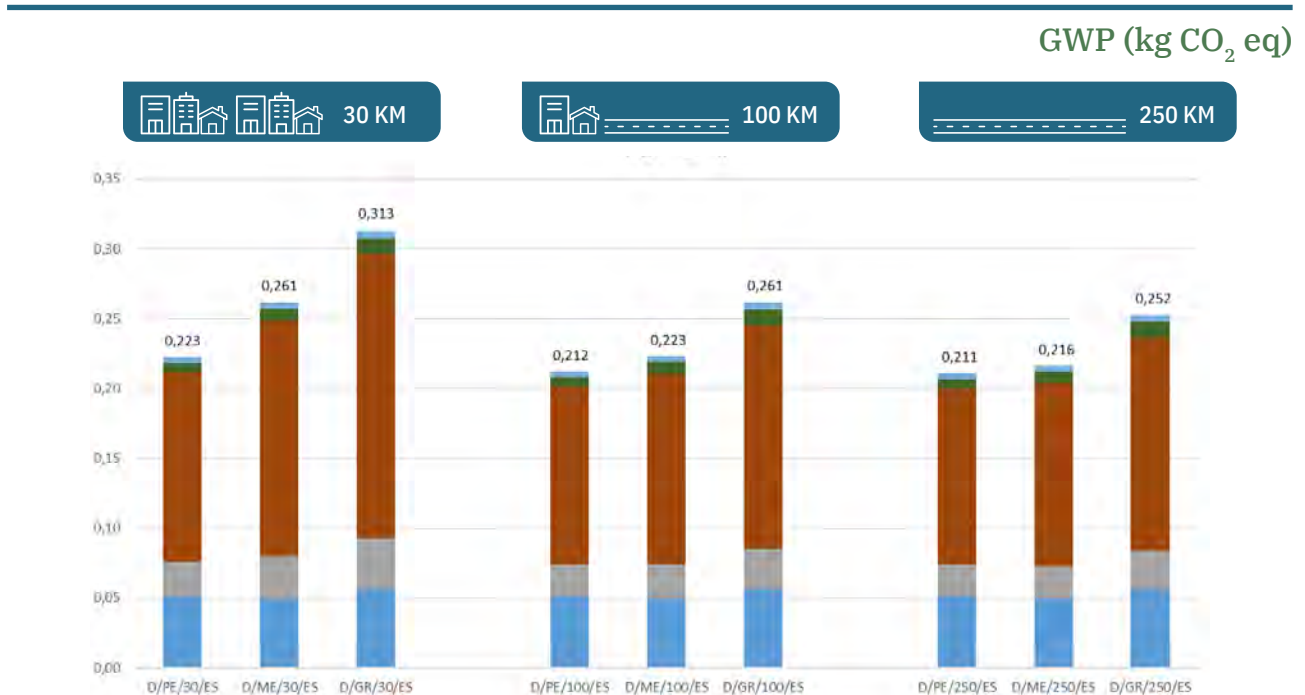 GWP (kg CO₂ eq)
30 KM
100 KM
250 KM
0,35
0,30
0,25
0,20
0,15
0,10
0,05
0,00
0,223
0,261
0,313
0,212
0,223
0,261
0,211
0,216
0,252
D/PE/30/ES
D/ME/30/ES
D/GR/30/ES
D/PE/100/ES
D/ME/100/ES
D/GR/100/ES
D/PE/250/ES
D/ME/250/ES
D/GR/250/ES